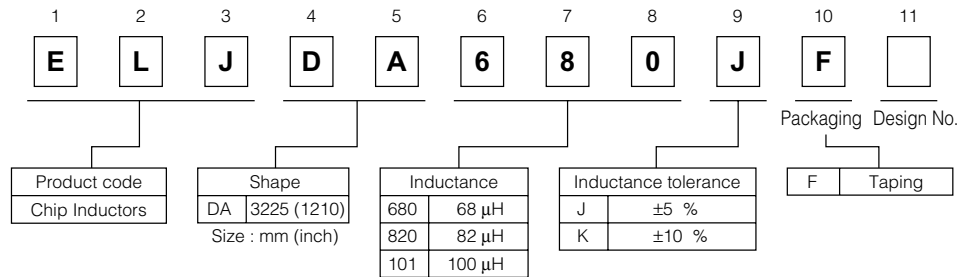 1 2 3 4 5 6 7 8 9 10 11
E L J D A 6 8 0 J F
Packaging Design No.
Product code
Chip Inductors
Shape
DA 3225 (1210)
Size : mm (inch)
Inductance
680 68 μH
820 82 μH
101 100 μH
Inductance tolerance
J ±5 %
K ±10 %
F Taping